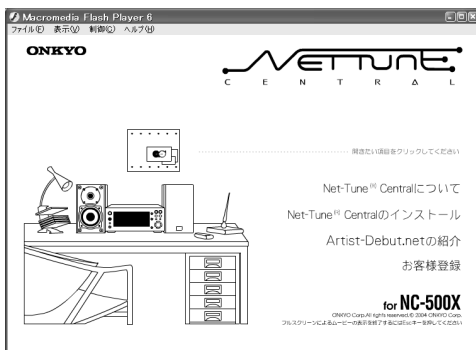 Macromedia Flash Player 6
ファイル(F) 表示(V) 制御(C) ヘルプ(H)
ONKYO
NETTUNE
CENTRAL
開きたい項目をクリックしてください
Net-Tune(R) Centralについて
Net-Tune(R) Centralのインストール
Artist-Debut.netの紹介
お客様登録
for NC-500X
ONKYO Corp.All rights reserved.© 2004 ONKYO Corp.
フルスクリーンによるムービーの表示を終了するにはEscキーを押してください